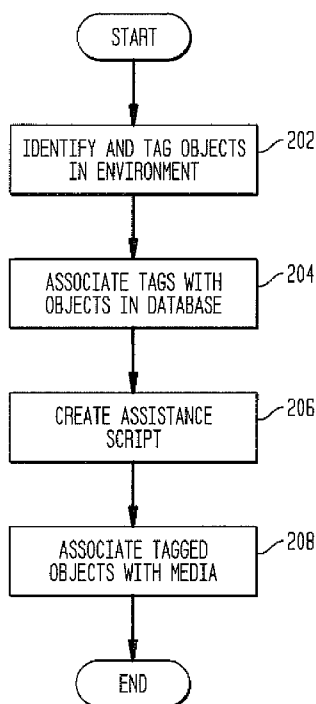 START
IDENTIFY AND TAG OBJECTS
IN ENVIRONMENT
202
ASSOCIATE TAGS WITH
OBJECTS IN DATABASE
204
CREATE ASSISTANCE
SCRIPT
206
ASSOCIATE TAGGED
OBJECTS WITH MEDIA
208
END